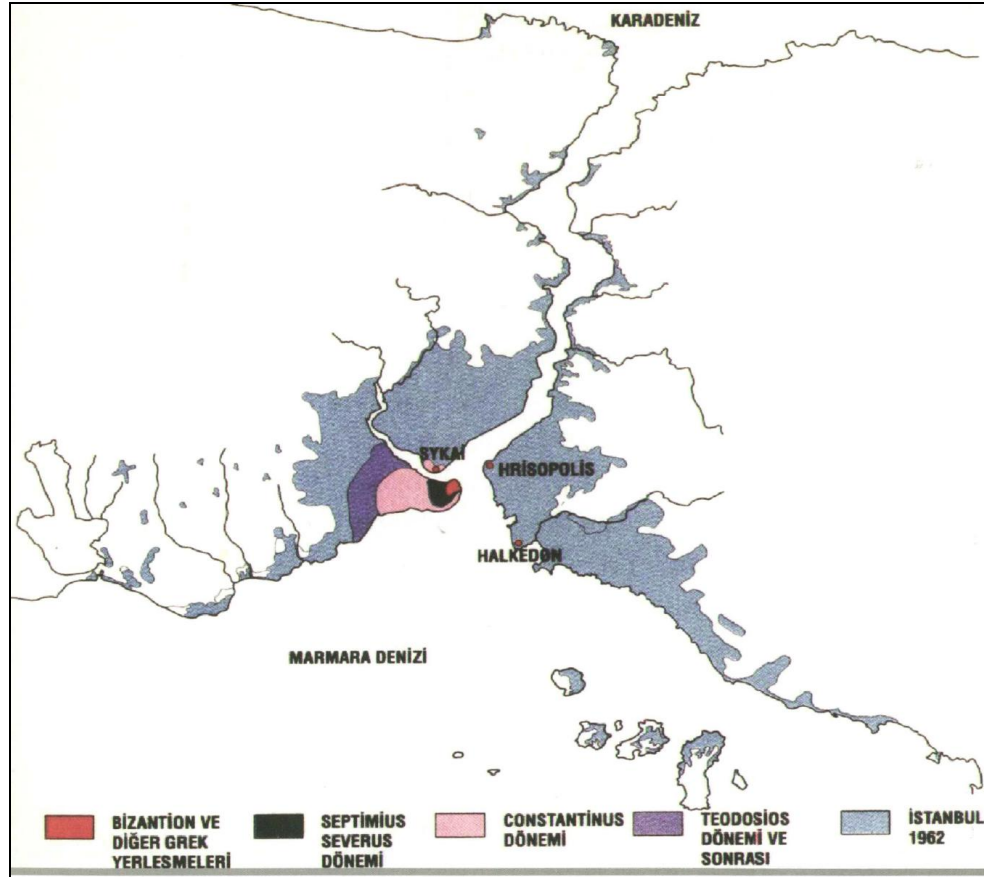 KARADENİZ
SYKAİ
HRİSOPOLİS
HALKEDON
MARMARA DENİZİ
BİZANTİON VE
DİĞER GREK
YERLESMELERİ
SEPTİMİUS
SEVERUS
DÖNEMİ
CONSTANTİNUS
DÖNEMİ
TEODOSİOS
DÖNEMİ VE
SONRASI
İSTANBUL
1962